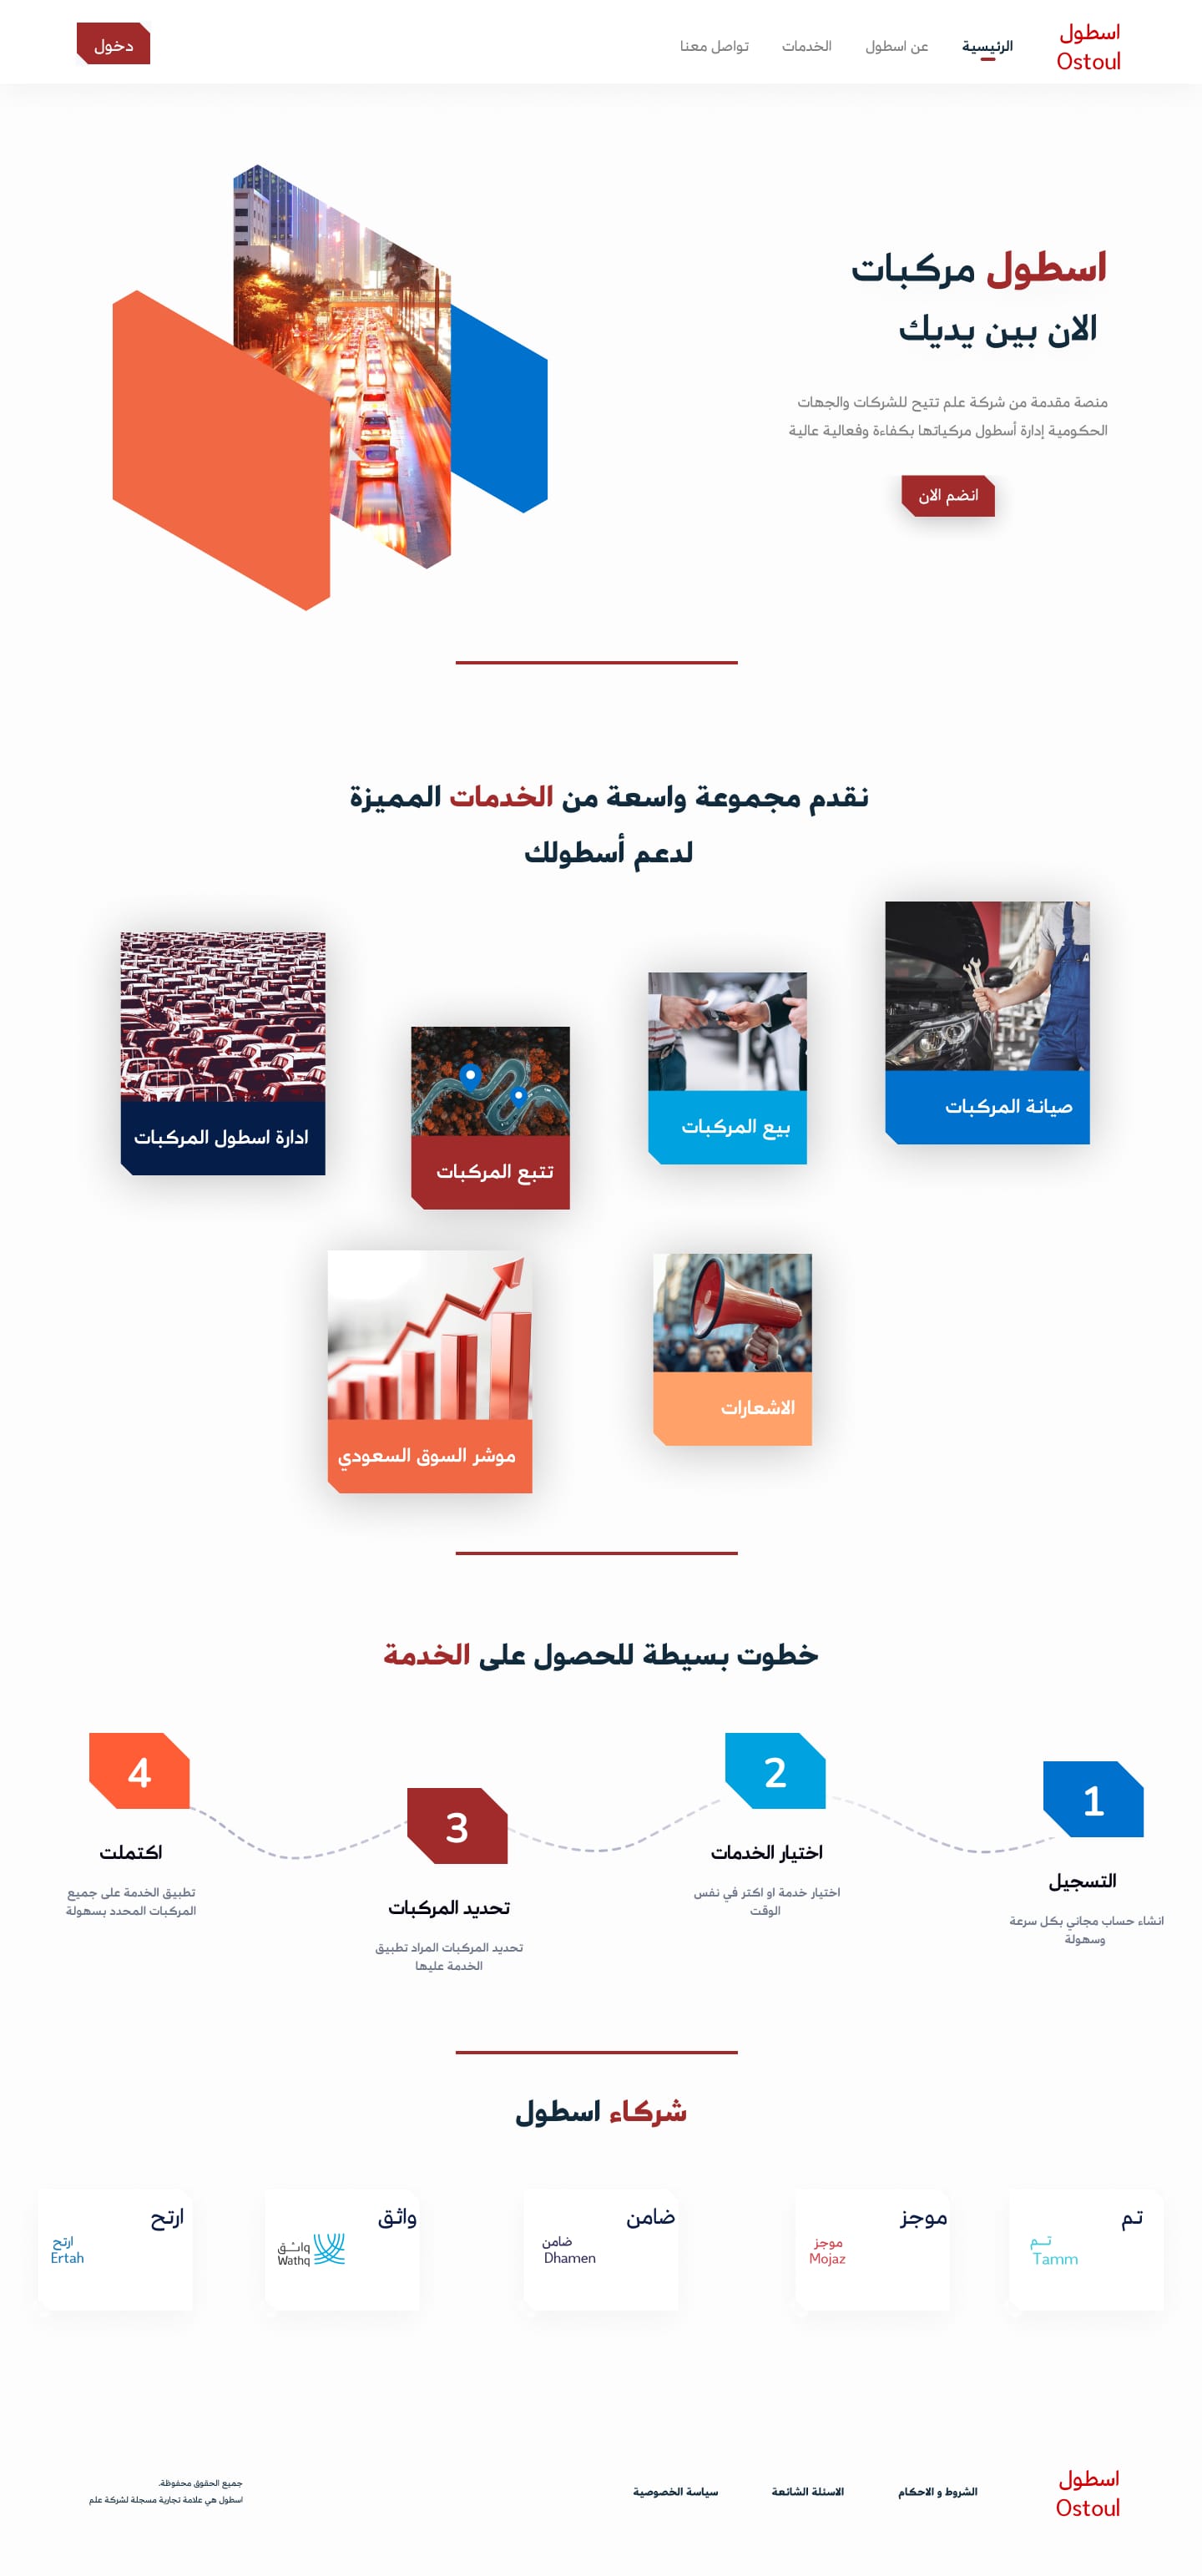 اسطول
Ostoul
الرئيسية
عن اسطول
الخدمات
تواصل معنا
دخول
اسطول مركبات
الان بين يديك
منصة مقدمة من شركة علم تتيح للشركات والجهات
الحكومية إدارة أسطول مركباتها بكفاءة وفعالية عالية
انضم الان
نقدم مجموعة واسعة من الخدمات المميزة
لدعم أسطولك
صيانة المركبات
بيع المركبات
تتبع المركبات
ادارة اسطول المركبات
الاشعارات
موشر السوق السعودي
خطوت بسيطة للحصول على الخدمة
1
التسجيل
انشاء حساب مجاني بكل سرعة
وسهولة
2
اختيار الخدمات
اختيار خدمة او اكثر في نفس
الوقت
3
تحديد المركبات
تحديد المركبات المراد تطبيق
الخدمة عليها
4
اكتملت
تطبيق الخدمة على جميع
المركبات المحدد بسهولة
شركاء اسطول
تم
تم
Tamm
موجز
موجز
Mojaz
ضامن
ضامن
Dhamen
واثق
واثق
Wathq
ارتح
ارتح
Ertah
اسطول
Ostoul
الشروط و الاحكام
الاسئلة الشائعة
سياسة الخصوصية
جميع الحقوق محفوظة.
اسطول هي علامة تجارية مسجلة لشركة علم